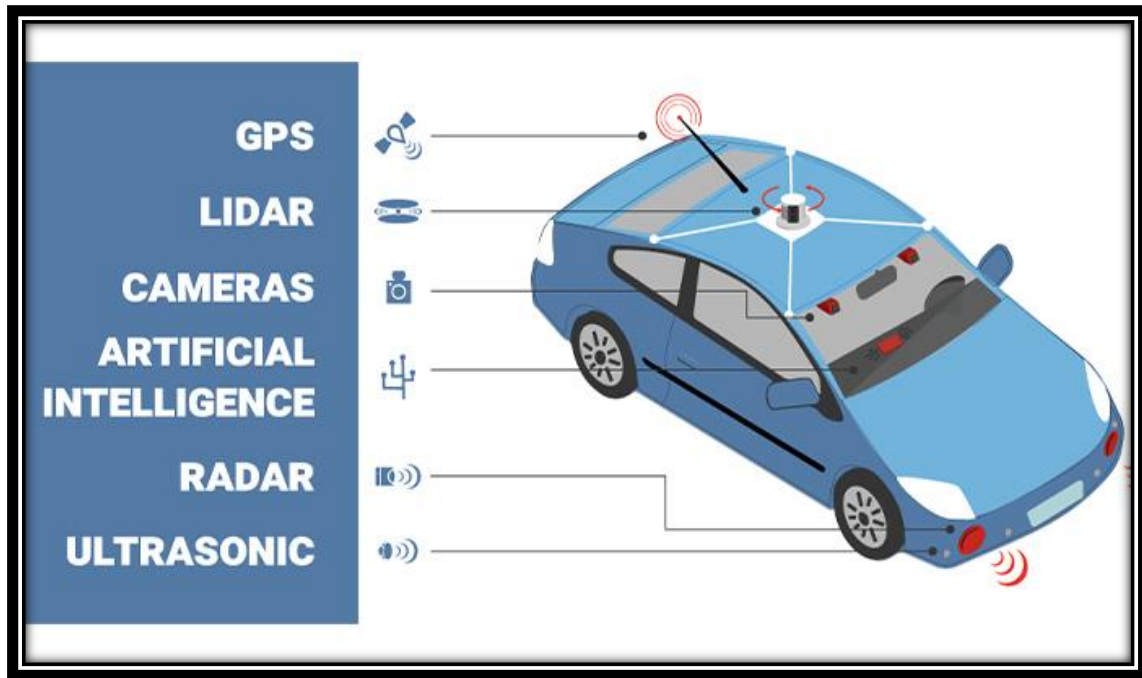 GPS
LIDAR
CAMERAS
ARTIFICIAL
INTELLIGENCE
RADAR
ULTRASONIC